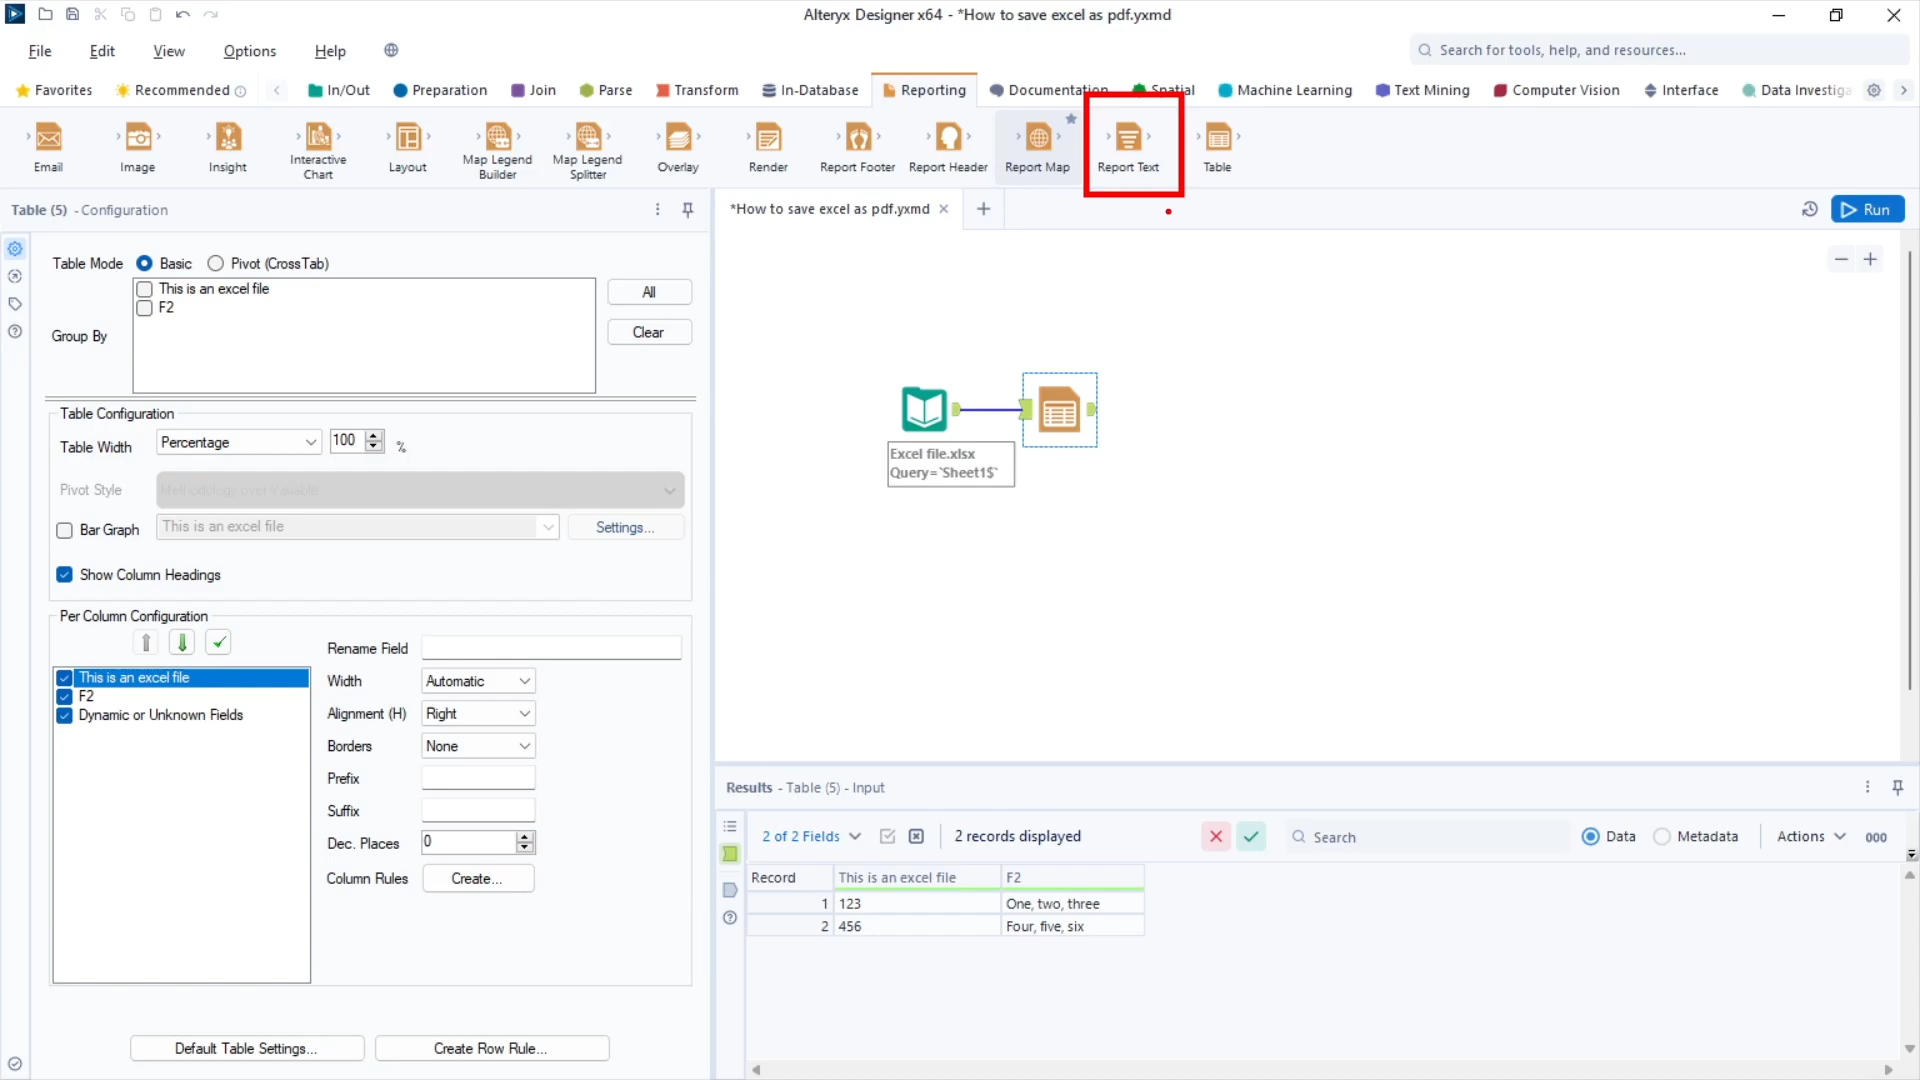 Alteryx Designer x64 - *How to save excel as pdf.yxmd
File Edit View Options Help
Search for tools, help, and resources...
Favorites Recommended In/Out Preparation Join Parse Transform In-Database Reporting Documentation Spatial Machine Learning Text Mining Computer Vision Interface Data Investiga
Email Image Insight Interactive Chart Layout Map Legend Builder Map Legend Splitter Overlay Render Report Footer Report Header Report Map Report Text Table
Table (5) - Configuration
*How to save excel as pdf.yxmd
Run
Table Mode Basic Pivot (CrossTab)
This is an excel file
F2
Group By
All
Clear
Table Configuration
Table Width Percentage 100 %
Pivot Style Methodology over Variable
Bar Graph This is an excel file Settings...
Show Column Headings
Per Column Configuration
This is an excel file
F2
Dynamic or Unknown Fields
Rename Field
Width Automatic
Alignment (H) Right
Borders None
Prefix
Suffix
Dec. Places 0
Column Rules Create...
Default Table Settings... Create Row Rule...
Excel file.xlsx
Query=`Sheet1$`
Results - Table (5) - Input
2 of 2 Fields 2 records displayed Search Data Metadata Actions 000
Record This is an excel file F2
1 123 One, two, three
2 456 Four, five, six